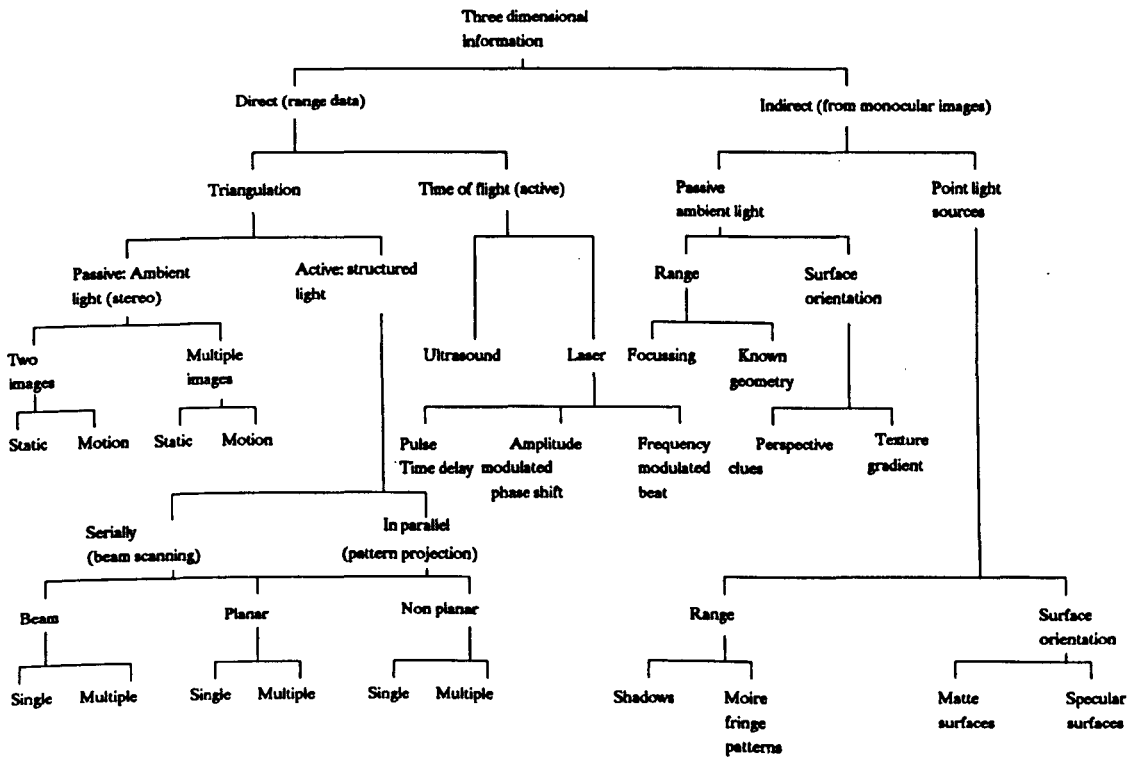 Three dimensional
information
Direct (range data)
Indirect (from monocular images)
Triangulation
Time of flight (active)
Passive
ambient light
Point light
sources
Passive: Ambient
light (stereo)
Active: structured
light
Range
Surface
orientation
Two
images
Multiple
images
Ultrasound
Laser
Focussing
Known
geometry
Static
Motion
Static
Motion
Pulse
Time delay
Amplitude
modulated
phase shift
Frequency
modulated
beat
Perspective
clues
Texture
gradient
Serially
(beam scanning)
In parallel
(pattern projection)
Beam
Planar
Non planar
Range
Surface
orientation
Single
Multiple
Single
Multiple
Single
Multiple
Shadows
Moire
fringe
patterns
Matte
surfaces
Specular
surfaces